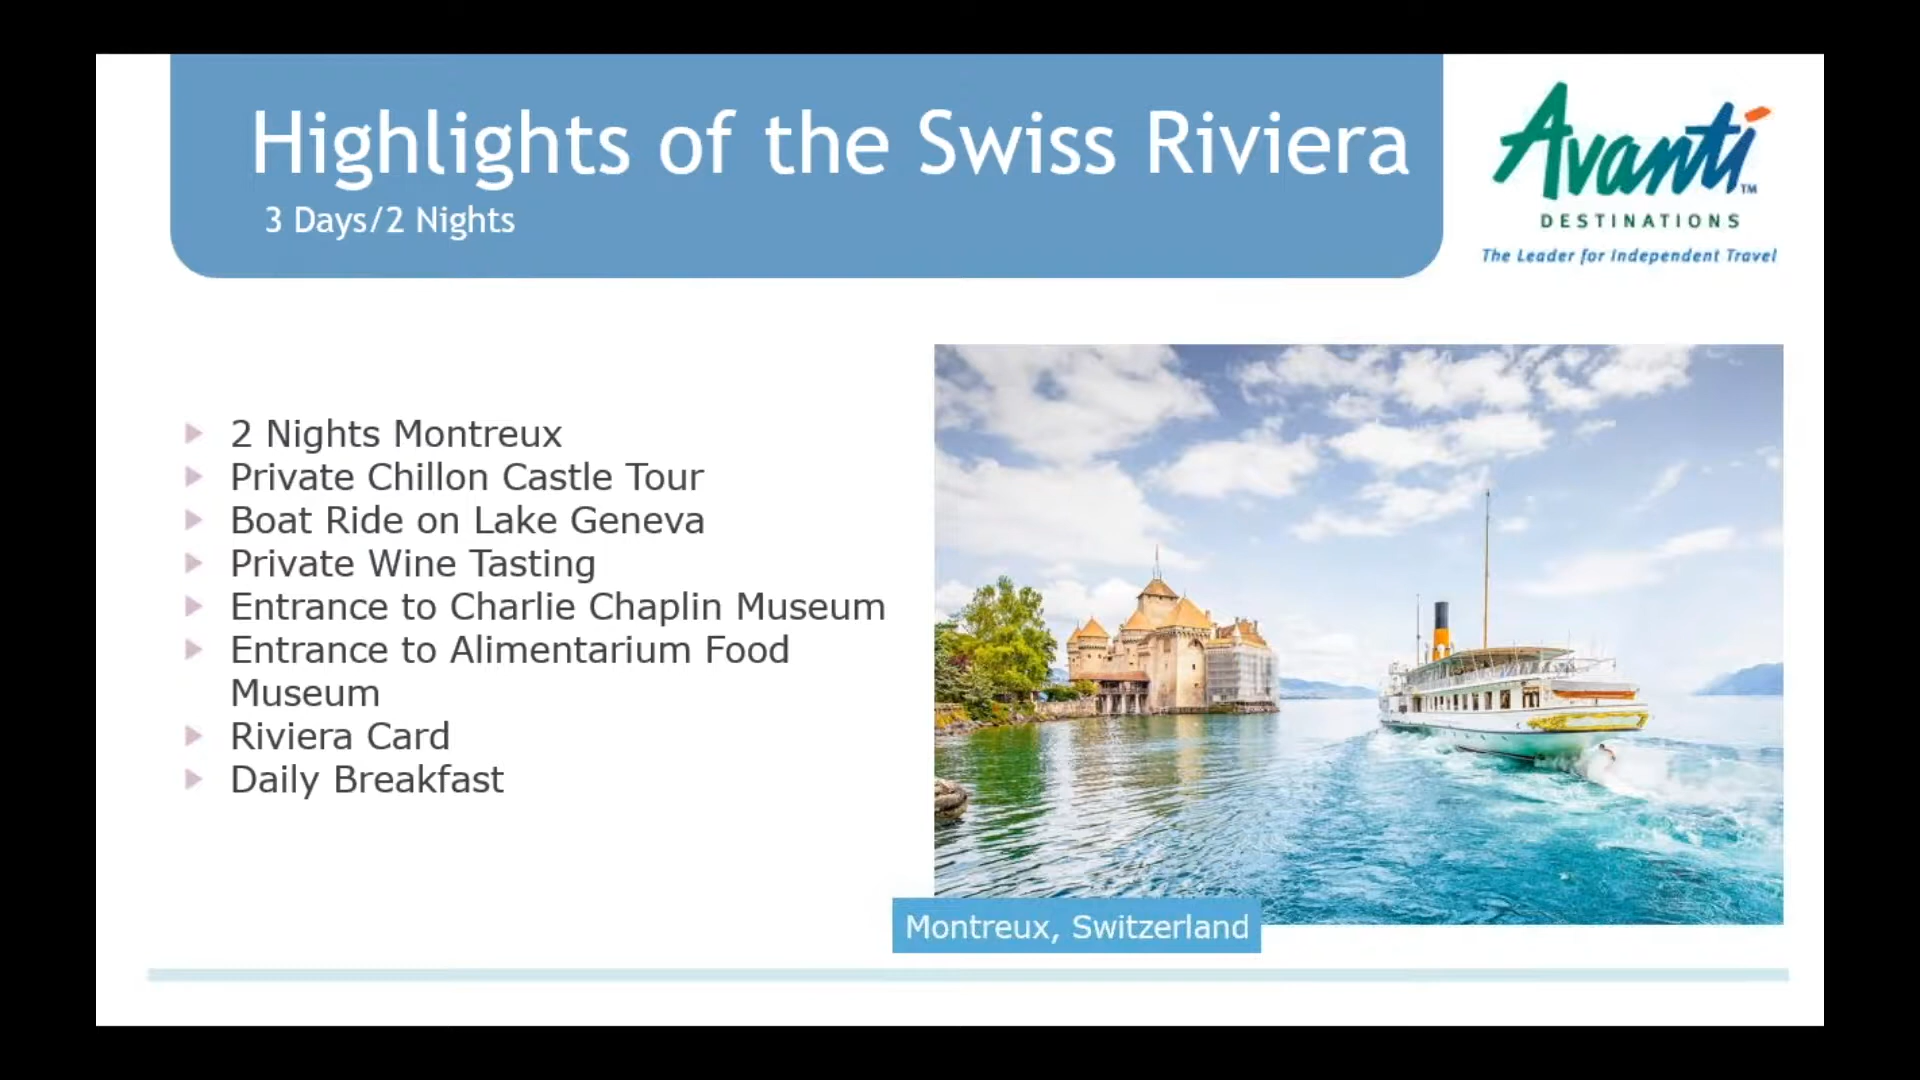 Highlights of the Swiss Riviera
3 Days/2 Nights
Avanti™
DESTINATIONS
The Leader for Independent Travel
2 Nights Montreux
Private Chillon Castle Tour
Boat Ride on Lake Geneva
Private Wine Tasting
Entrance to Charlie Chaplin Museum
Entrance to Alimentarium Food
Museum
Riviera Card
Daily Breakfast
Montreux, Switzerland